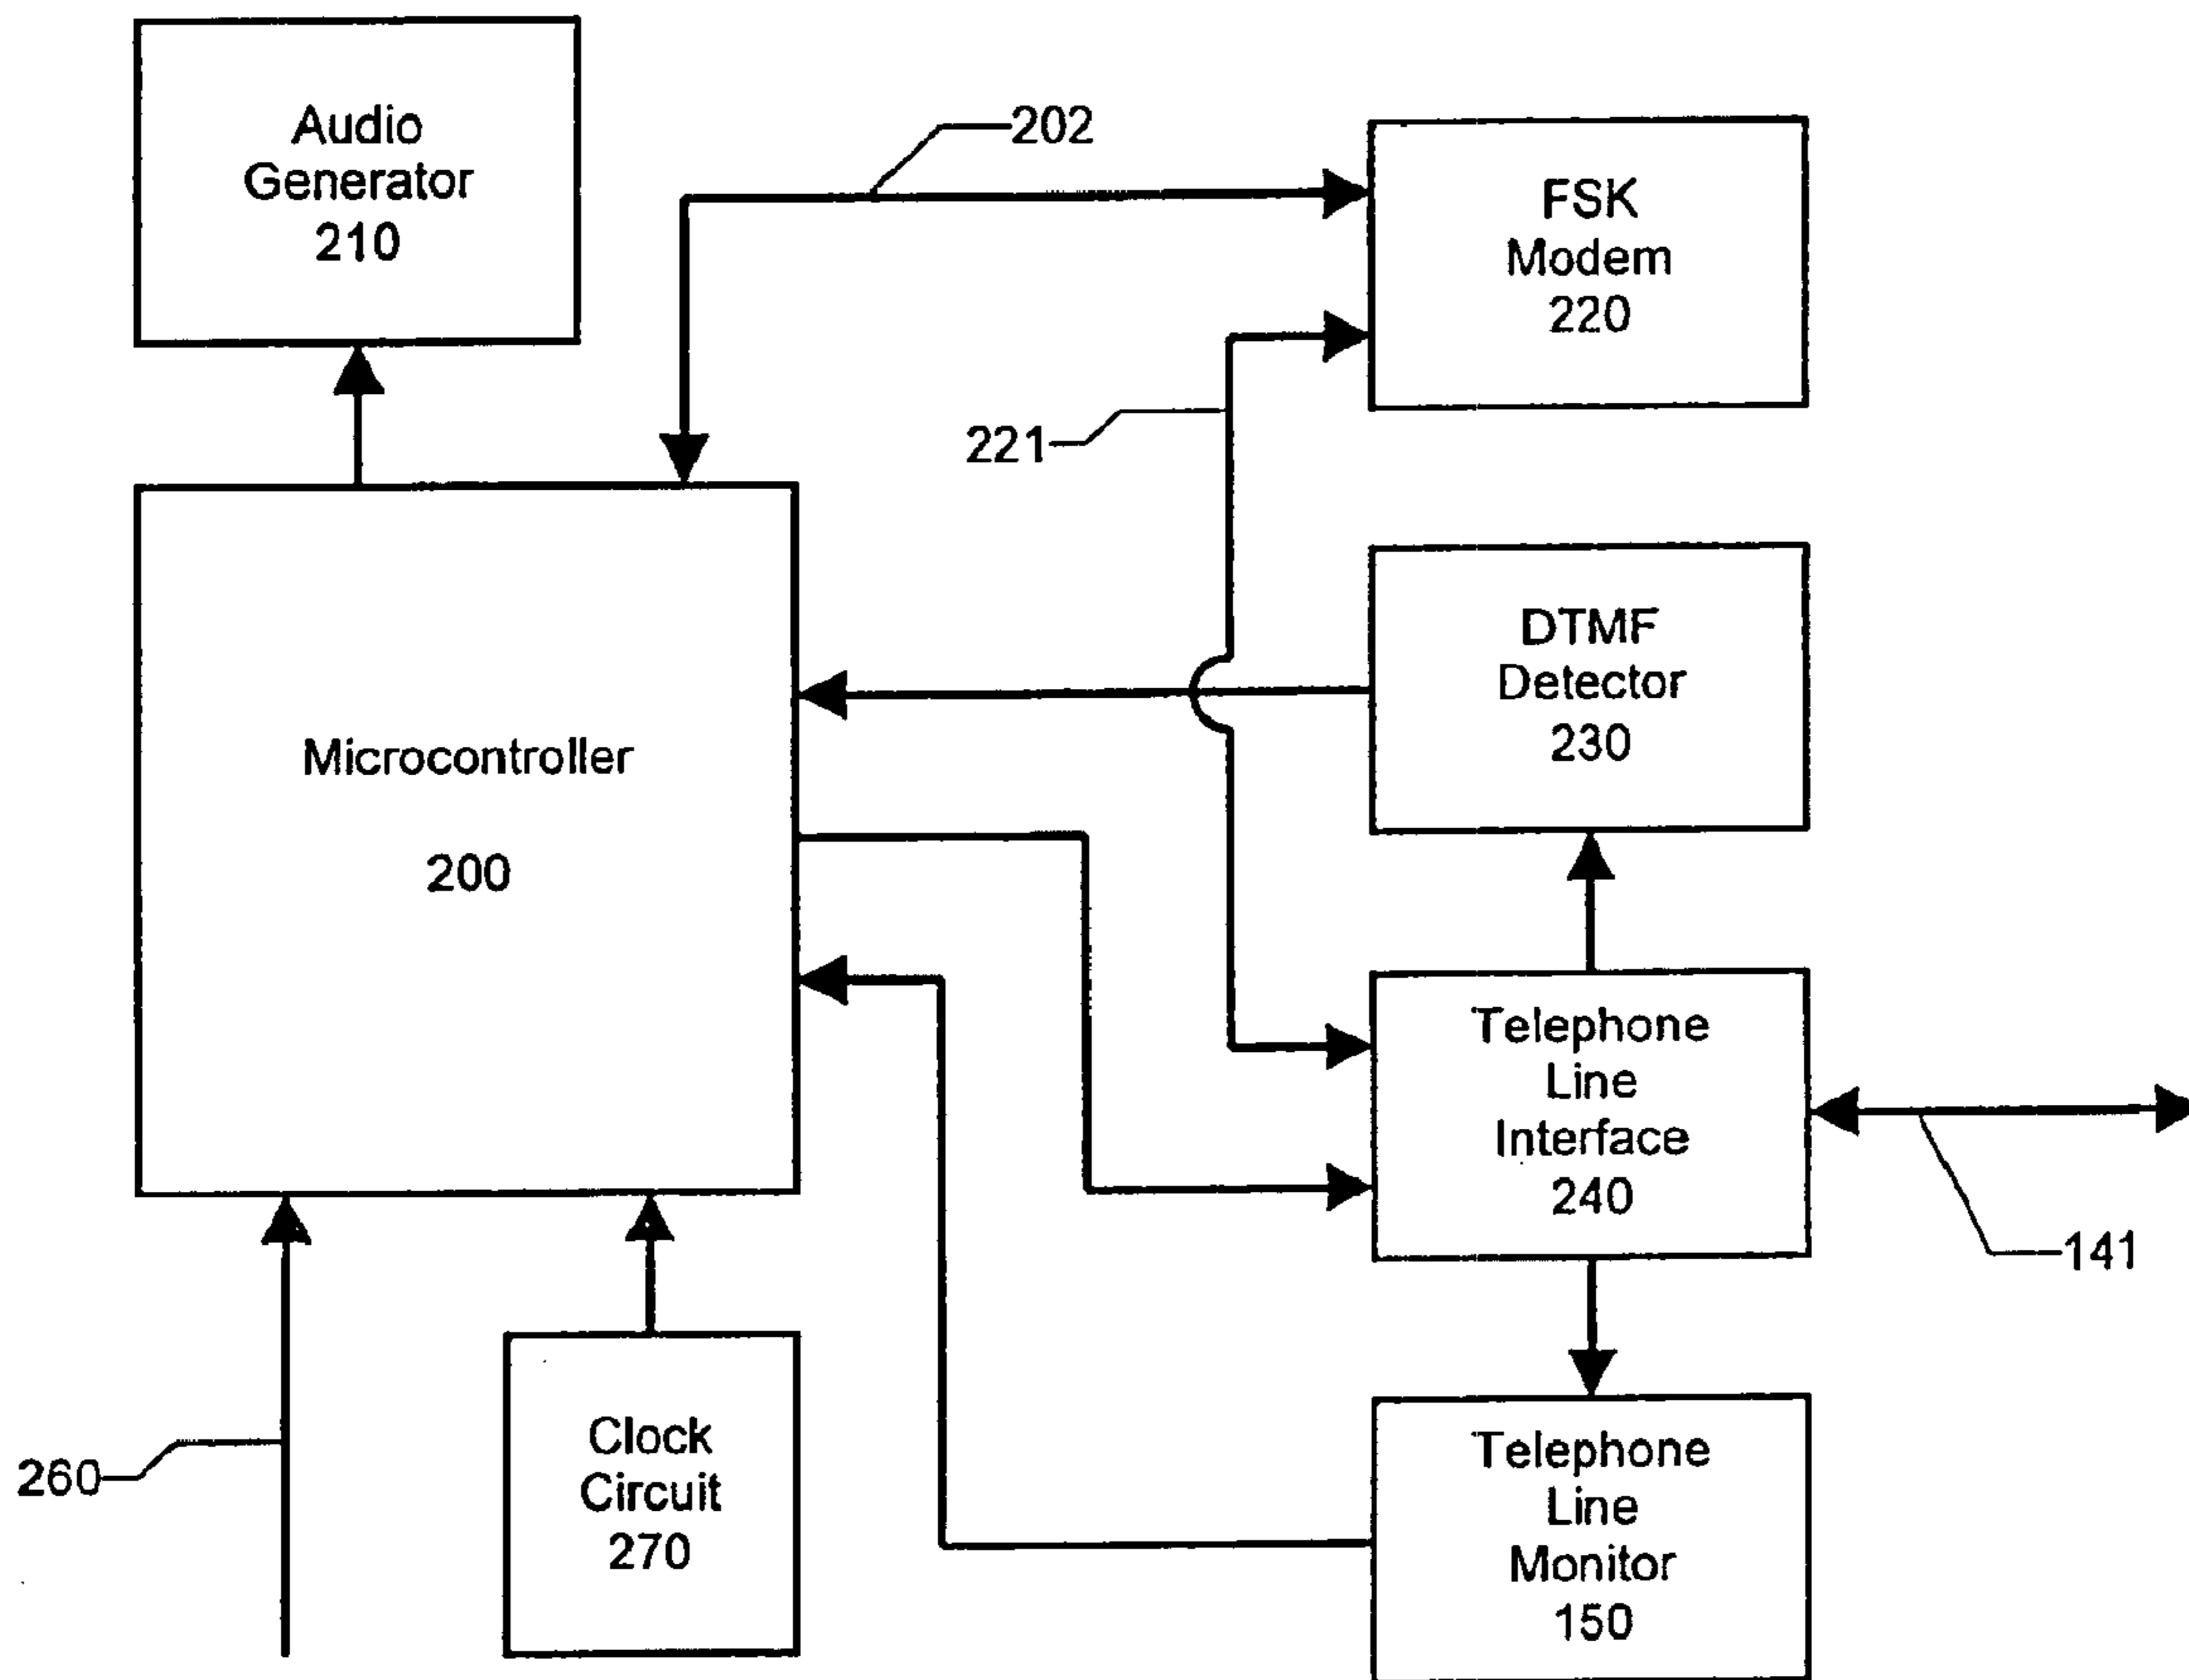 Audio
Generator
210
202
FSK
Modem
220
221
DTMF
Detector
230
Microcontroller
200
Telephone
Line
Interface
240
141
260
Clock
Circuit
270
Telephone
Line
Monitor
150